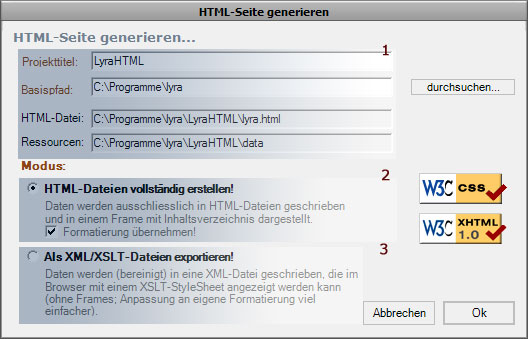 HTML-Seite generieren
HTML-Seite generieren...
1
Projekttitel: LyraHTML
Basispfad: C:\Programme\lyra durchsuchen...
HTML-Datei: C:\Programme\lyra\LyraHTML\lyra.html
Ressourcen: C:\Programme\lyra\LyraHTML\data
Modus:
2
HTML-Dateien vollständig erstellen!
Daten werden ausschliesslich in HTML-Dateien geschrieben
und in einem Frame mit Inhaltsverzeichnis dargestellt.
Formatierung übernehmen!
W3C CSS
W3C XHTML
1.0
3
Als XML/XSLT-Dateien exportieren!
Daten werden (bereinigt) in eine XML-Datei geschrieben, die im
Browser mit einem XSLT-StyleSheet angezeigt werden kann
(ohne Frames; Anpassung an eigene Formatierung viel
einfacher).
Abbrechen Ok